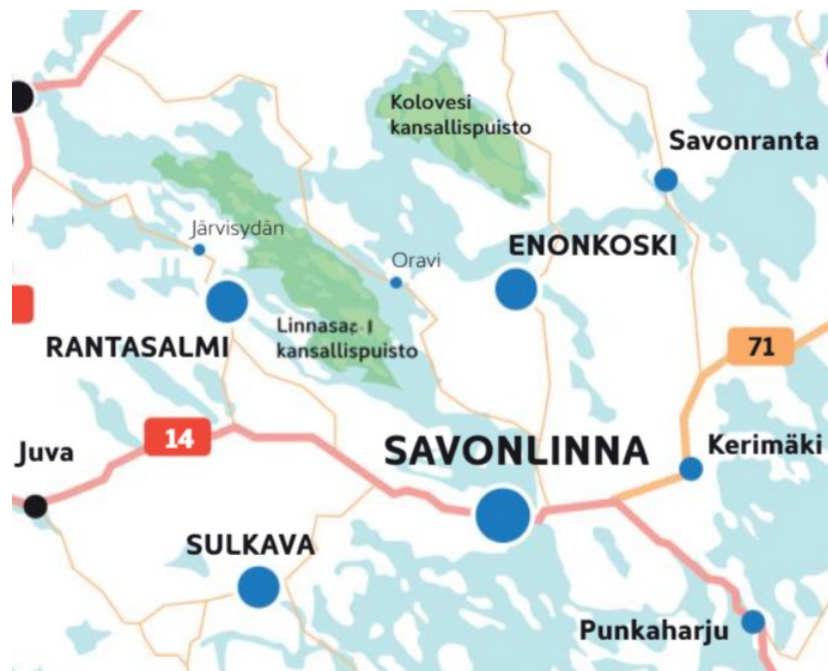 Kolovesi
kansallispuisto
Savonranta
Järvisydän
ENONKOSKI
Oravi
RANTASALMI
kansallispuisto
71
14
Juva
SAVONLINNA
Kerimäki
SULKAVA
Punkaharju